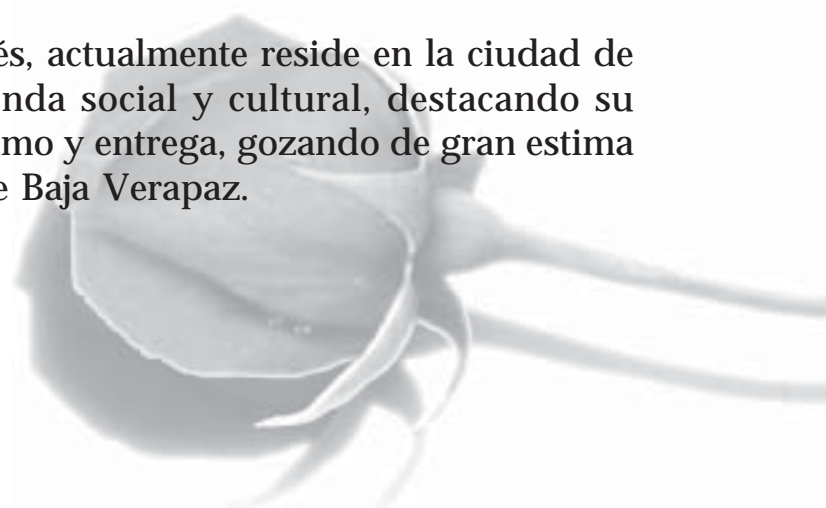 és, actualmente reside en la ciudad de
nda social y cultural, destacando su
mo y entrega, gozando de gran estima
e Baja Verapaz.